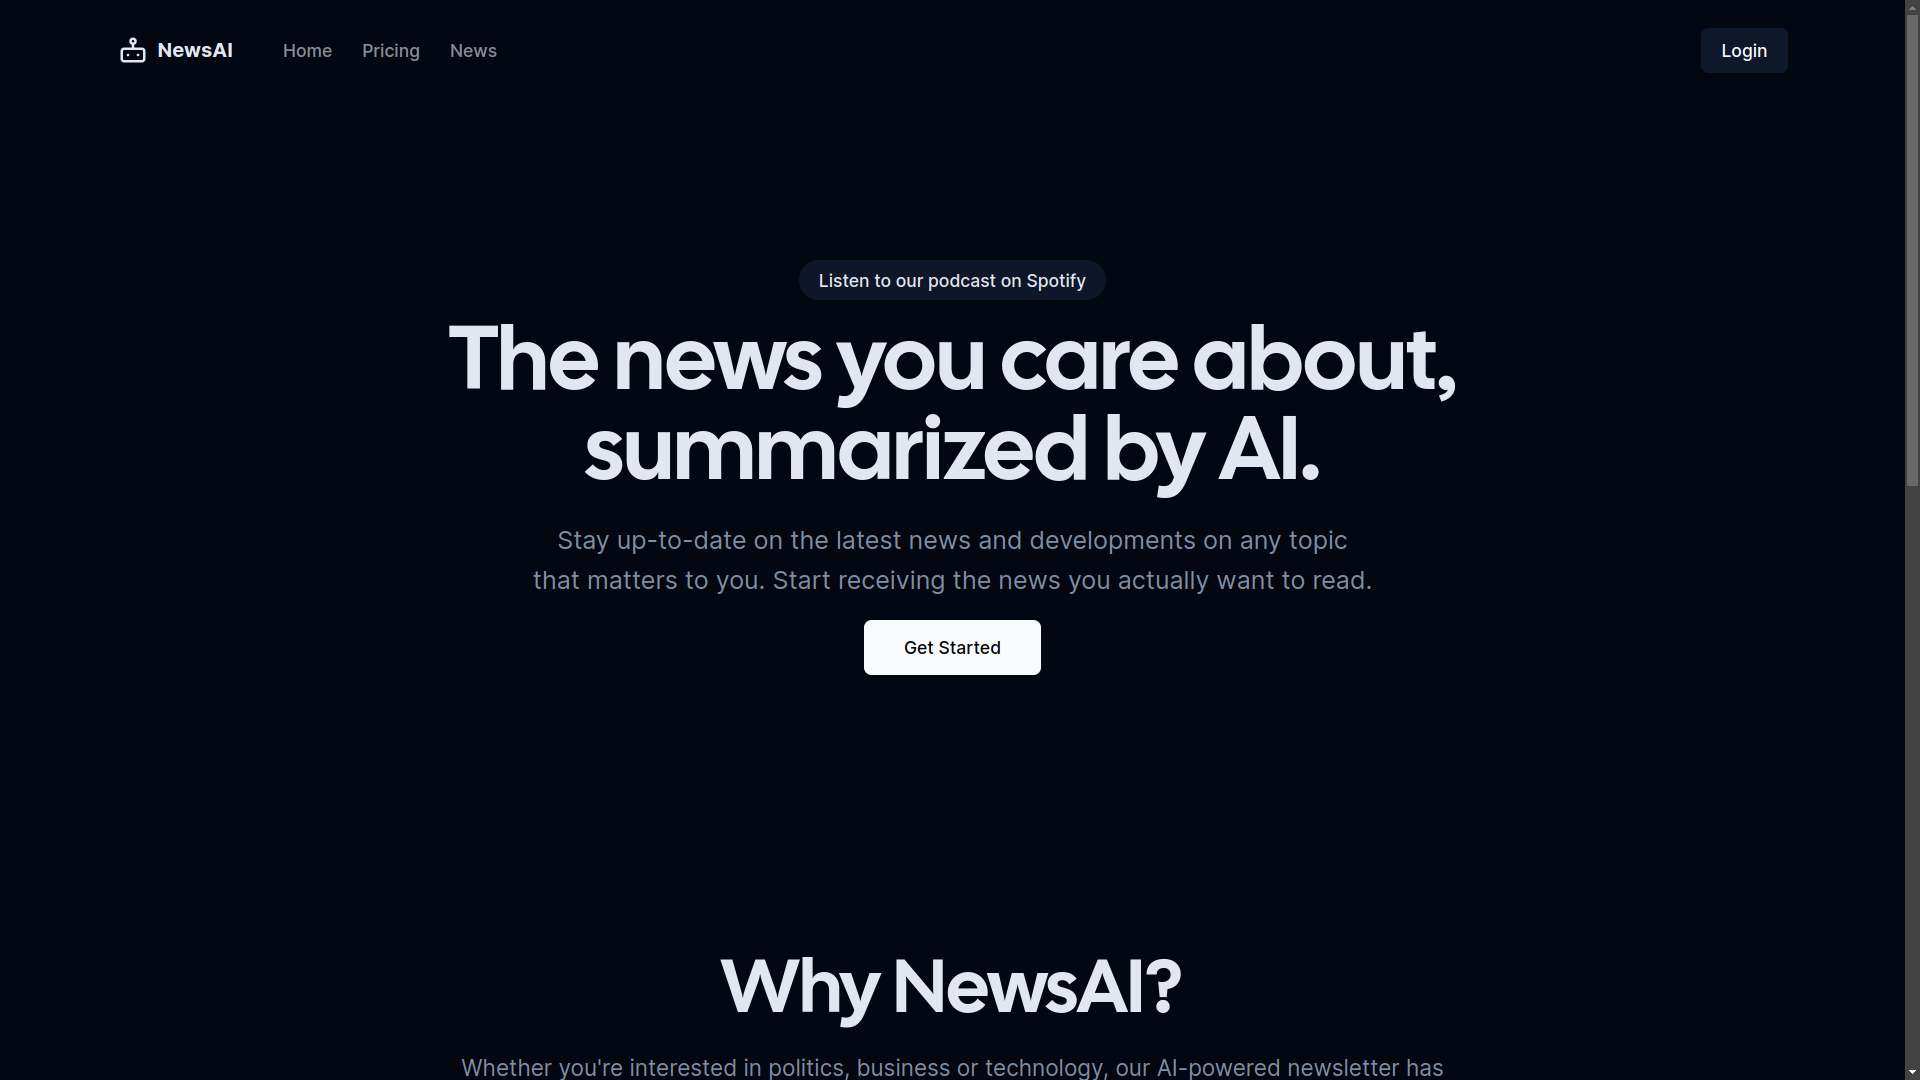 NewsAI
Home
Pricing
News
Login
Listen to our podcast on Spotify
The news you care about,
summarized by AI.
Stay up-to-date on the latest news and developments on any topic
that matters to you. Start receiving the news you actually want to read.
Get Started
Why NewsAI?
Whether you're interested in politics, business or technology, our AI-powered newsletter has